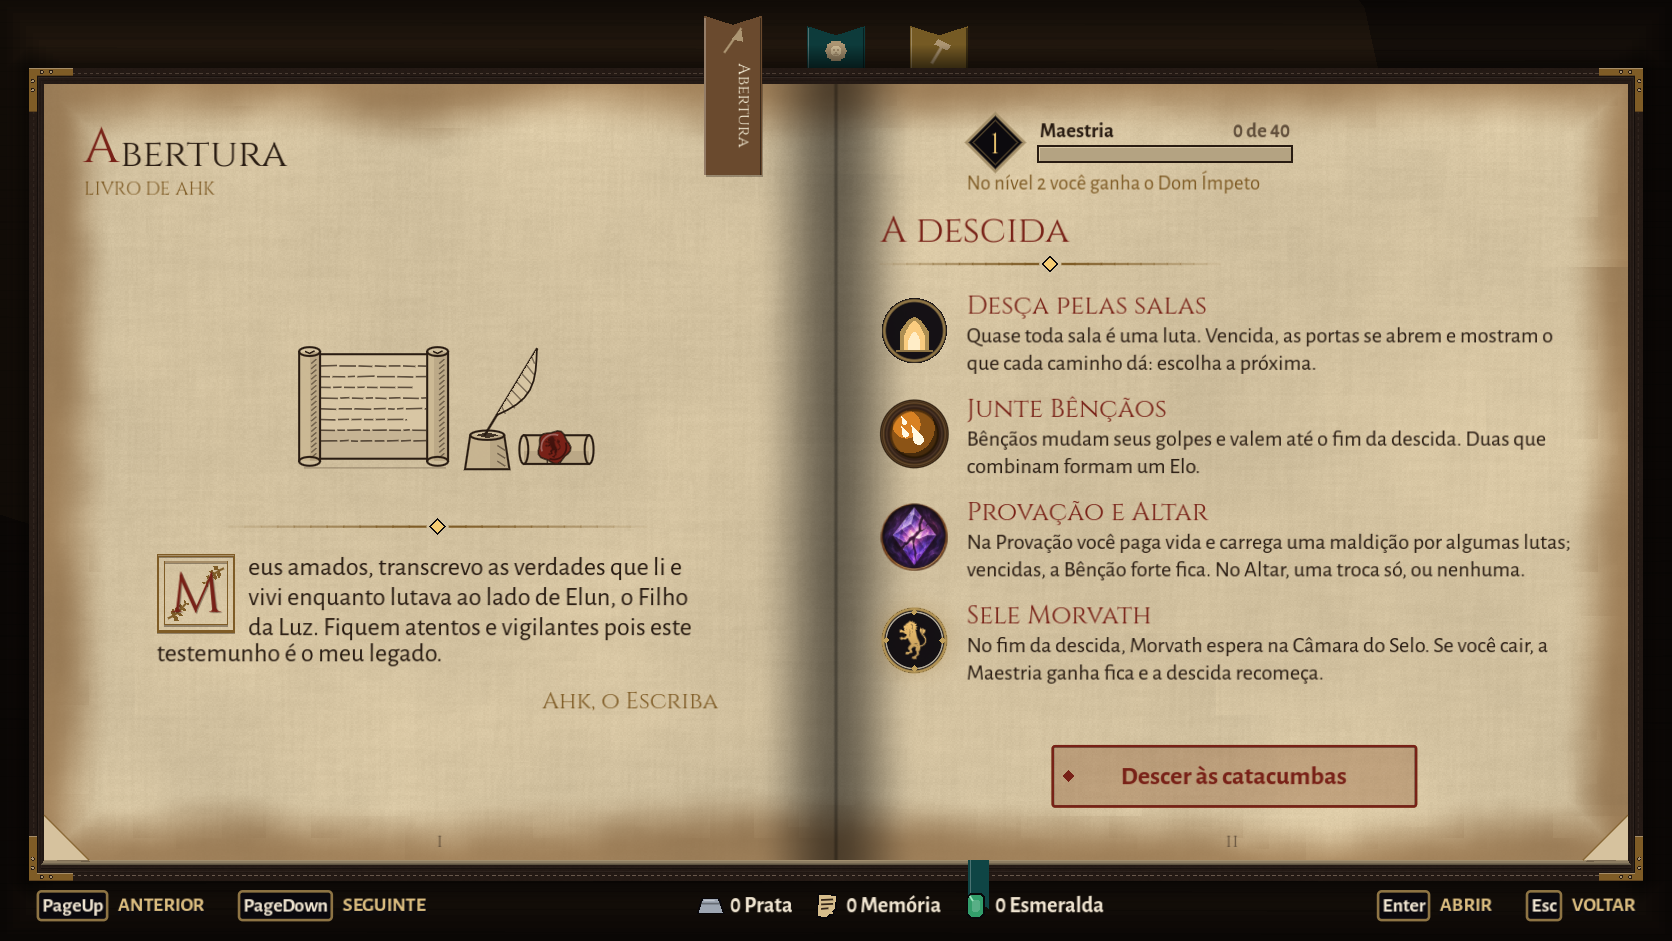 ABERTURA
ABERTURA
LIVRO DE AHK
Meus amados, transcrevo as verdades que li e
vivi enquanto lutava ao lado de Elun, o Filho
da Luz. Fiquem atentos e vigilantes pois este
testemunho é o meu legado.
AHK, O ESCRIBA
I
1
Maestria
0 de 40
No nível 2 você ganha o Dom Ímpeto
A DESCIDA
DESÇA PELAS SALAS
Quase toda sala é uma luta. Vencida, as portas se abrem e mostram o
que cada caminho dá: escolha a próxima.
JUNTE BÊNÇÃOS
Bênçãos mudam seus golpes e valem até o fim da descida. Duas que
combinam formam um Elo.
PROVAÇÃO E ALTAR
Na Provação você paga vida e carrega uma maldição por algumas lutas;
vencidas, a Bênção forte fica. No Altar, uma troca só, ou nenhuma.
SELE MORVATH
No fim da descida, Morvath espera na Câmara do Selo. Se você cair, a
Maestria ganha fica e a descida recomeça.
Descer às catacumbas
II
PageUp ANTERIOR
PageDown SEGUINTE
0 Prata
0 Memória
0 Esmeralda
Enter ABRIR
Esc VOLTAR